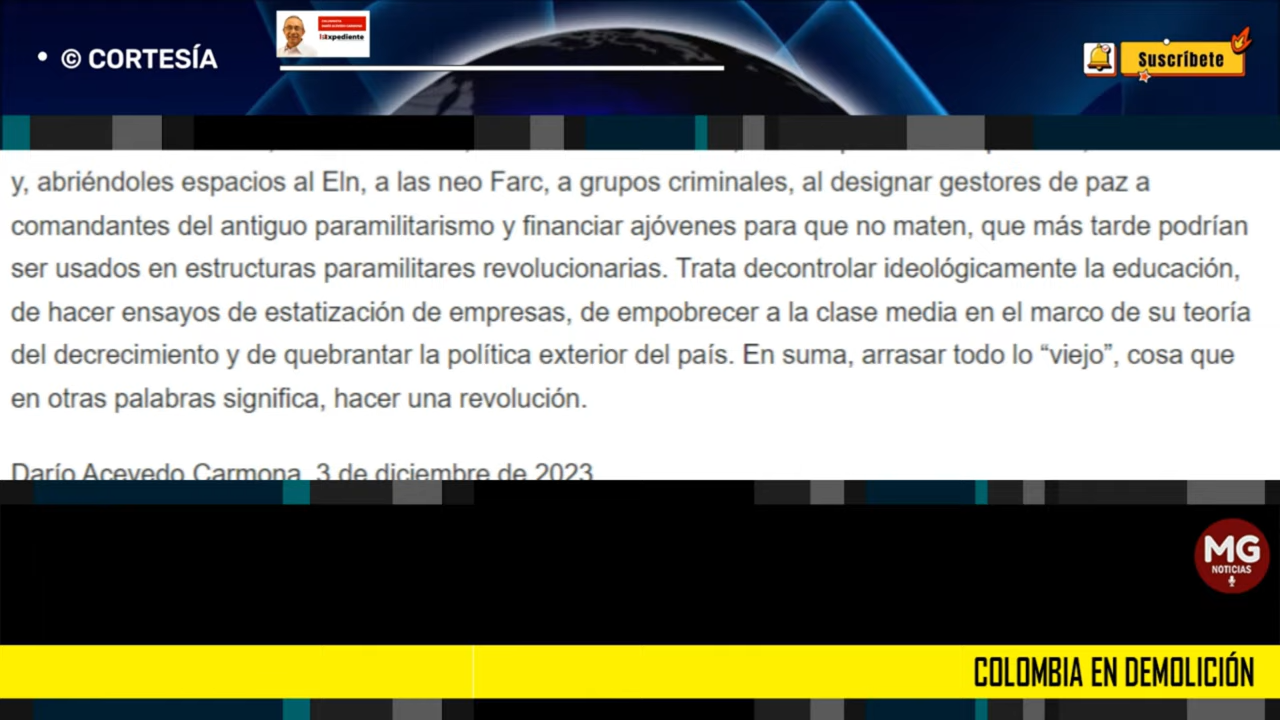 • © CORTESÍA
Expediente
Suscríbete
y, abriéndoles espacios al Eln, a las neo Farc, a grupos criminales, al designar gestores de paz a
comandantes del antiguo paramilitarismo y financiar ajóvenes para que no maten, que más tarde podrían
ser usados en estructuras paramilitares revolucionarias. Trata decontrolar ideológicamente la educación,
de hacer ensayos de estatización de empresas, de empobrecer a la clase media en el marco de su teoría
del decrecimiento y de quebrantar la política exterior del país. En suma, arrasar todo lo “viejo”, cosa que
en otras palabras significa, hacer una revolución.
Darío Acevedo Carmona, 3 de diciembre de 2023
MG
NOTICIAS
COLOMBIA EN DEMOLICIÓN